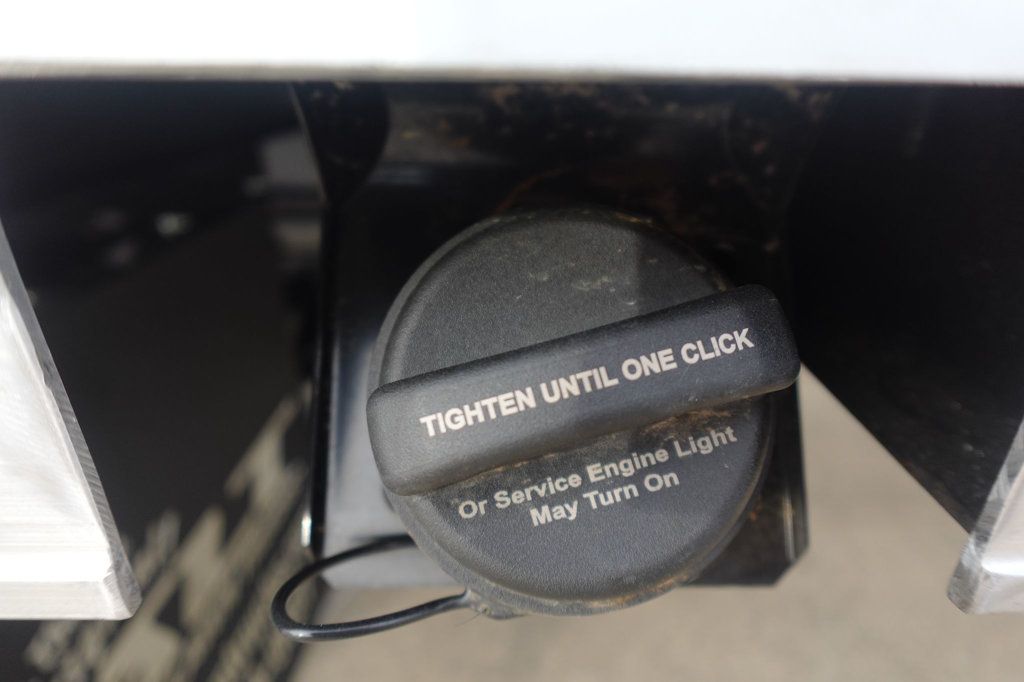 TIGHTEN UNTIL ONE CLICK
Or Service Engine Light
May Turn On